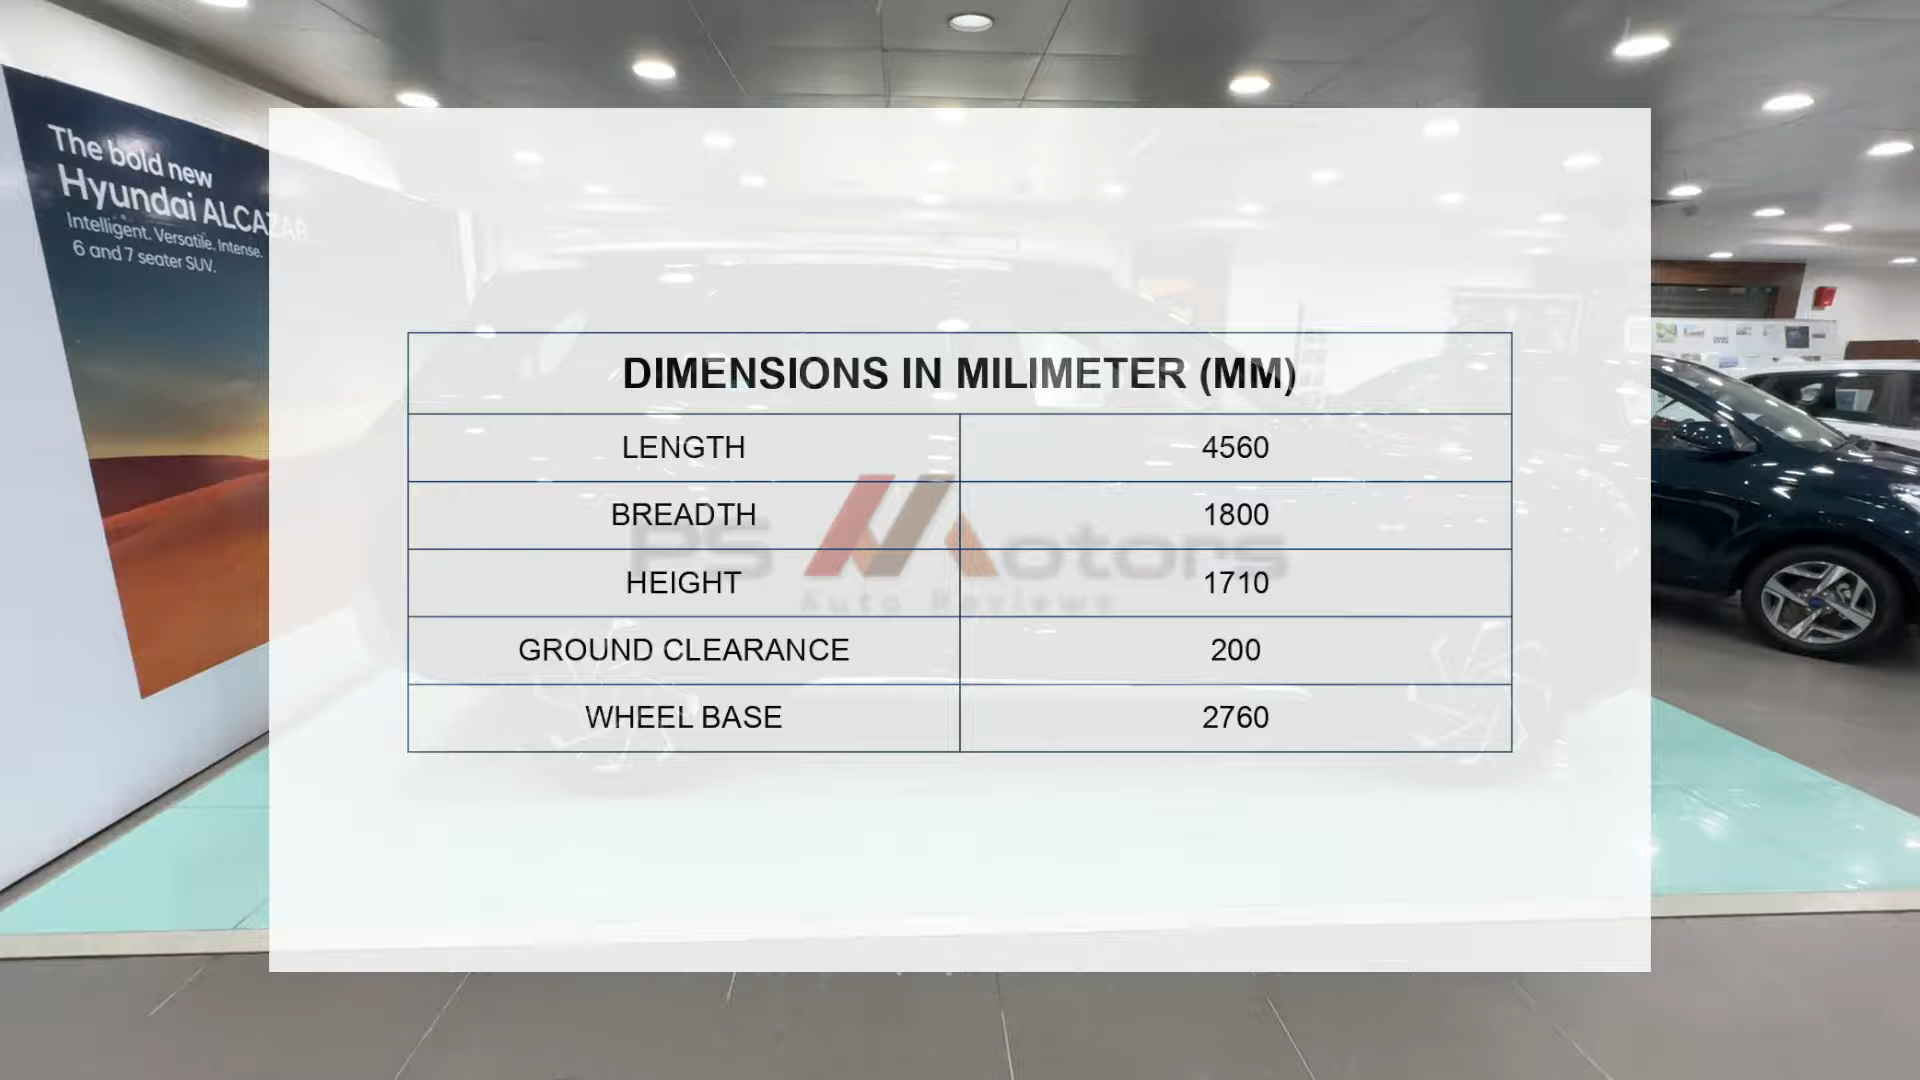 The bold new
Hyundai ALCAZAR
Intelligent. Versatile. Intense.
6 and 7 seater SUV.
DIMENSIONS IN MILIMETER (MM)
LENGTH 4560
BREADTH 1800
PS Motors
HEIGHT 1710
Auto Reviews
GROUND CLEARANCE 200
WHEEL BASE 2760